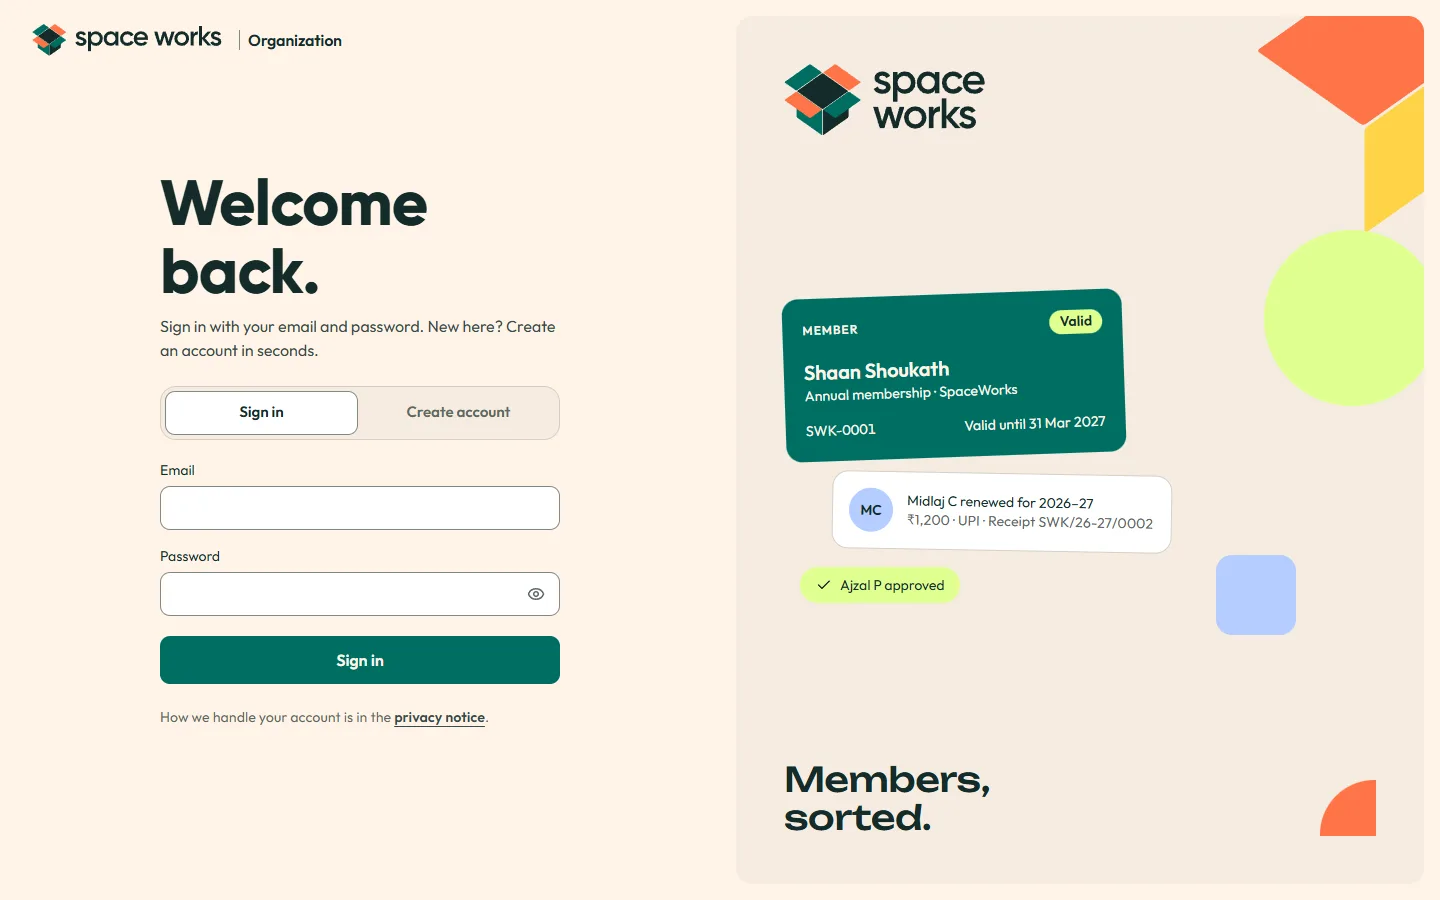 space works
Organization
Welcome
back.
Sign in with your email and password. New here? Create
an account in seconds.
Sign in
Create account
Email
Password
Sign in
How we handle your account is in the privacy notice.
space
works
MEMBER
Valid
Shaan Shoukath
Annual membership · SpaceWorks
SWK-0001
Valid until 31 Mar 2027
MC
Midlaj C renewed for 2026–27
₹1,200 · UPI · Receipt SWK/26-27/0002
Ajzal P approved
Members,
sorted.